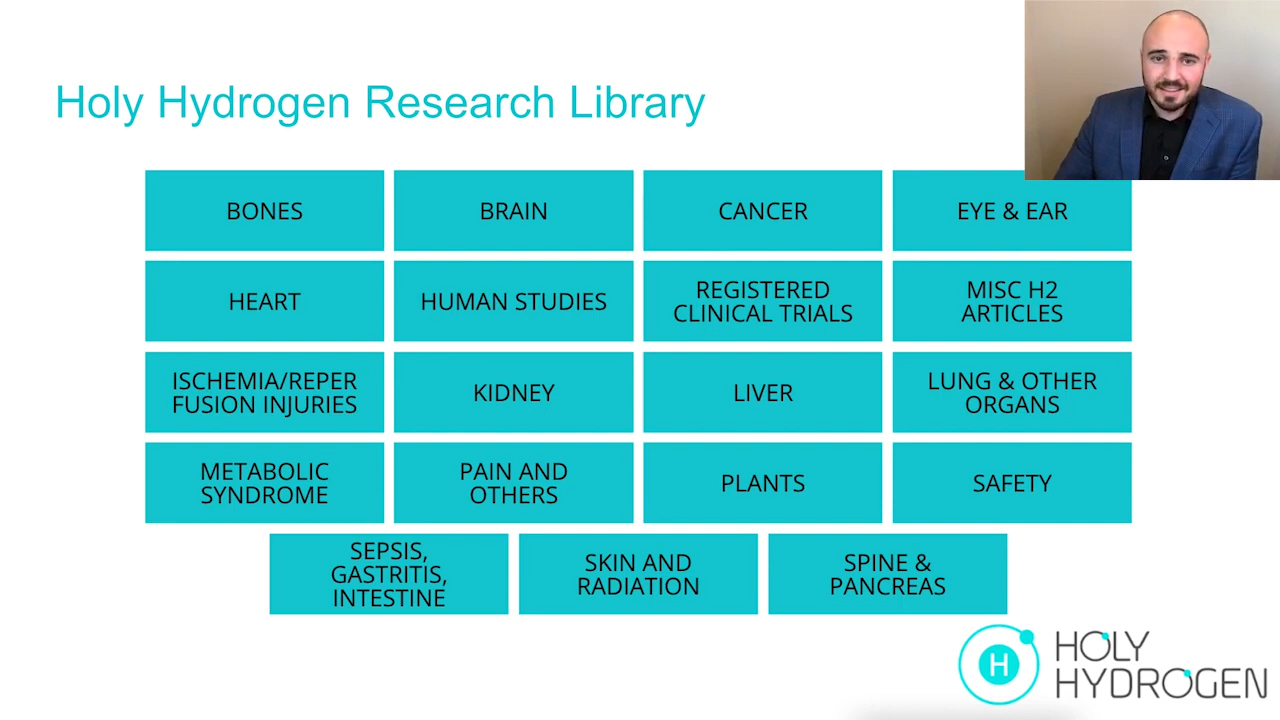 Holy Hydrogen Research Library
BONES
BRAIN
CANCER
EYE & EAR
HEART
HUMAN STUDIES
REGISTERED
CLINICAL TRIALS
MISC H2
ARTICLES
ISCHEMIA/REPER
FUSION INJURIES
KIDNEY
LIVER
LUNG & OTHER
ORGANS
METABOLIC
SYNDROME
PAIN AND
OTHERS
PLANTS
SAFETY
SEPSIS,
GASTRITIS,
INTESTINE
SKIN AND
RADIATION
SPINE &
PANCREAS
H
HOLY
HYDROGEN